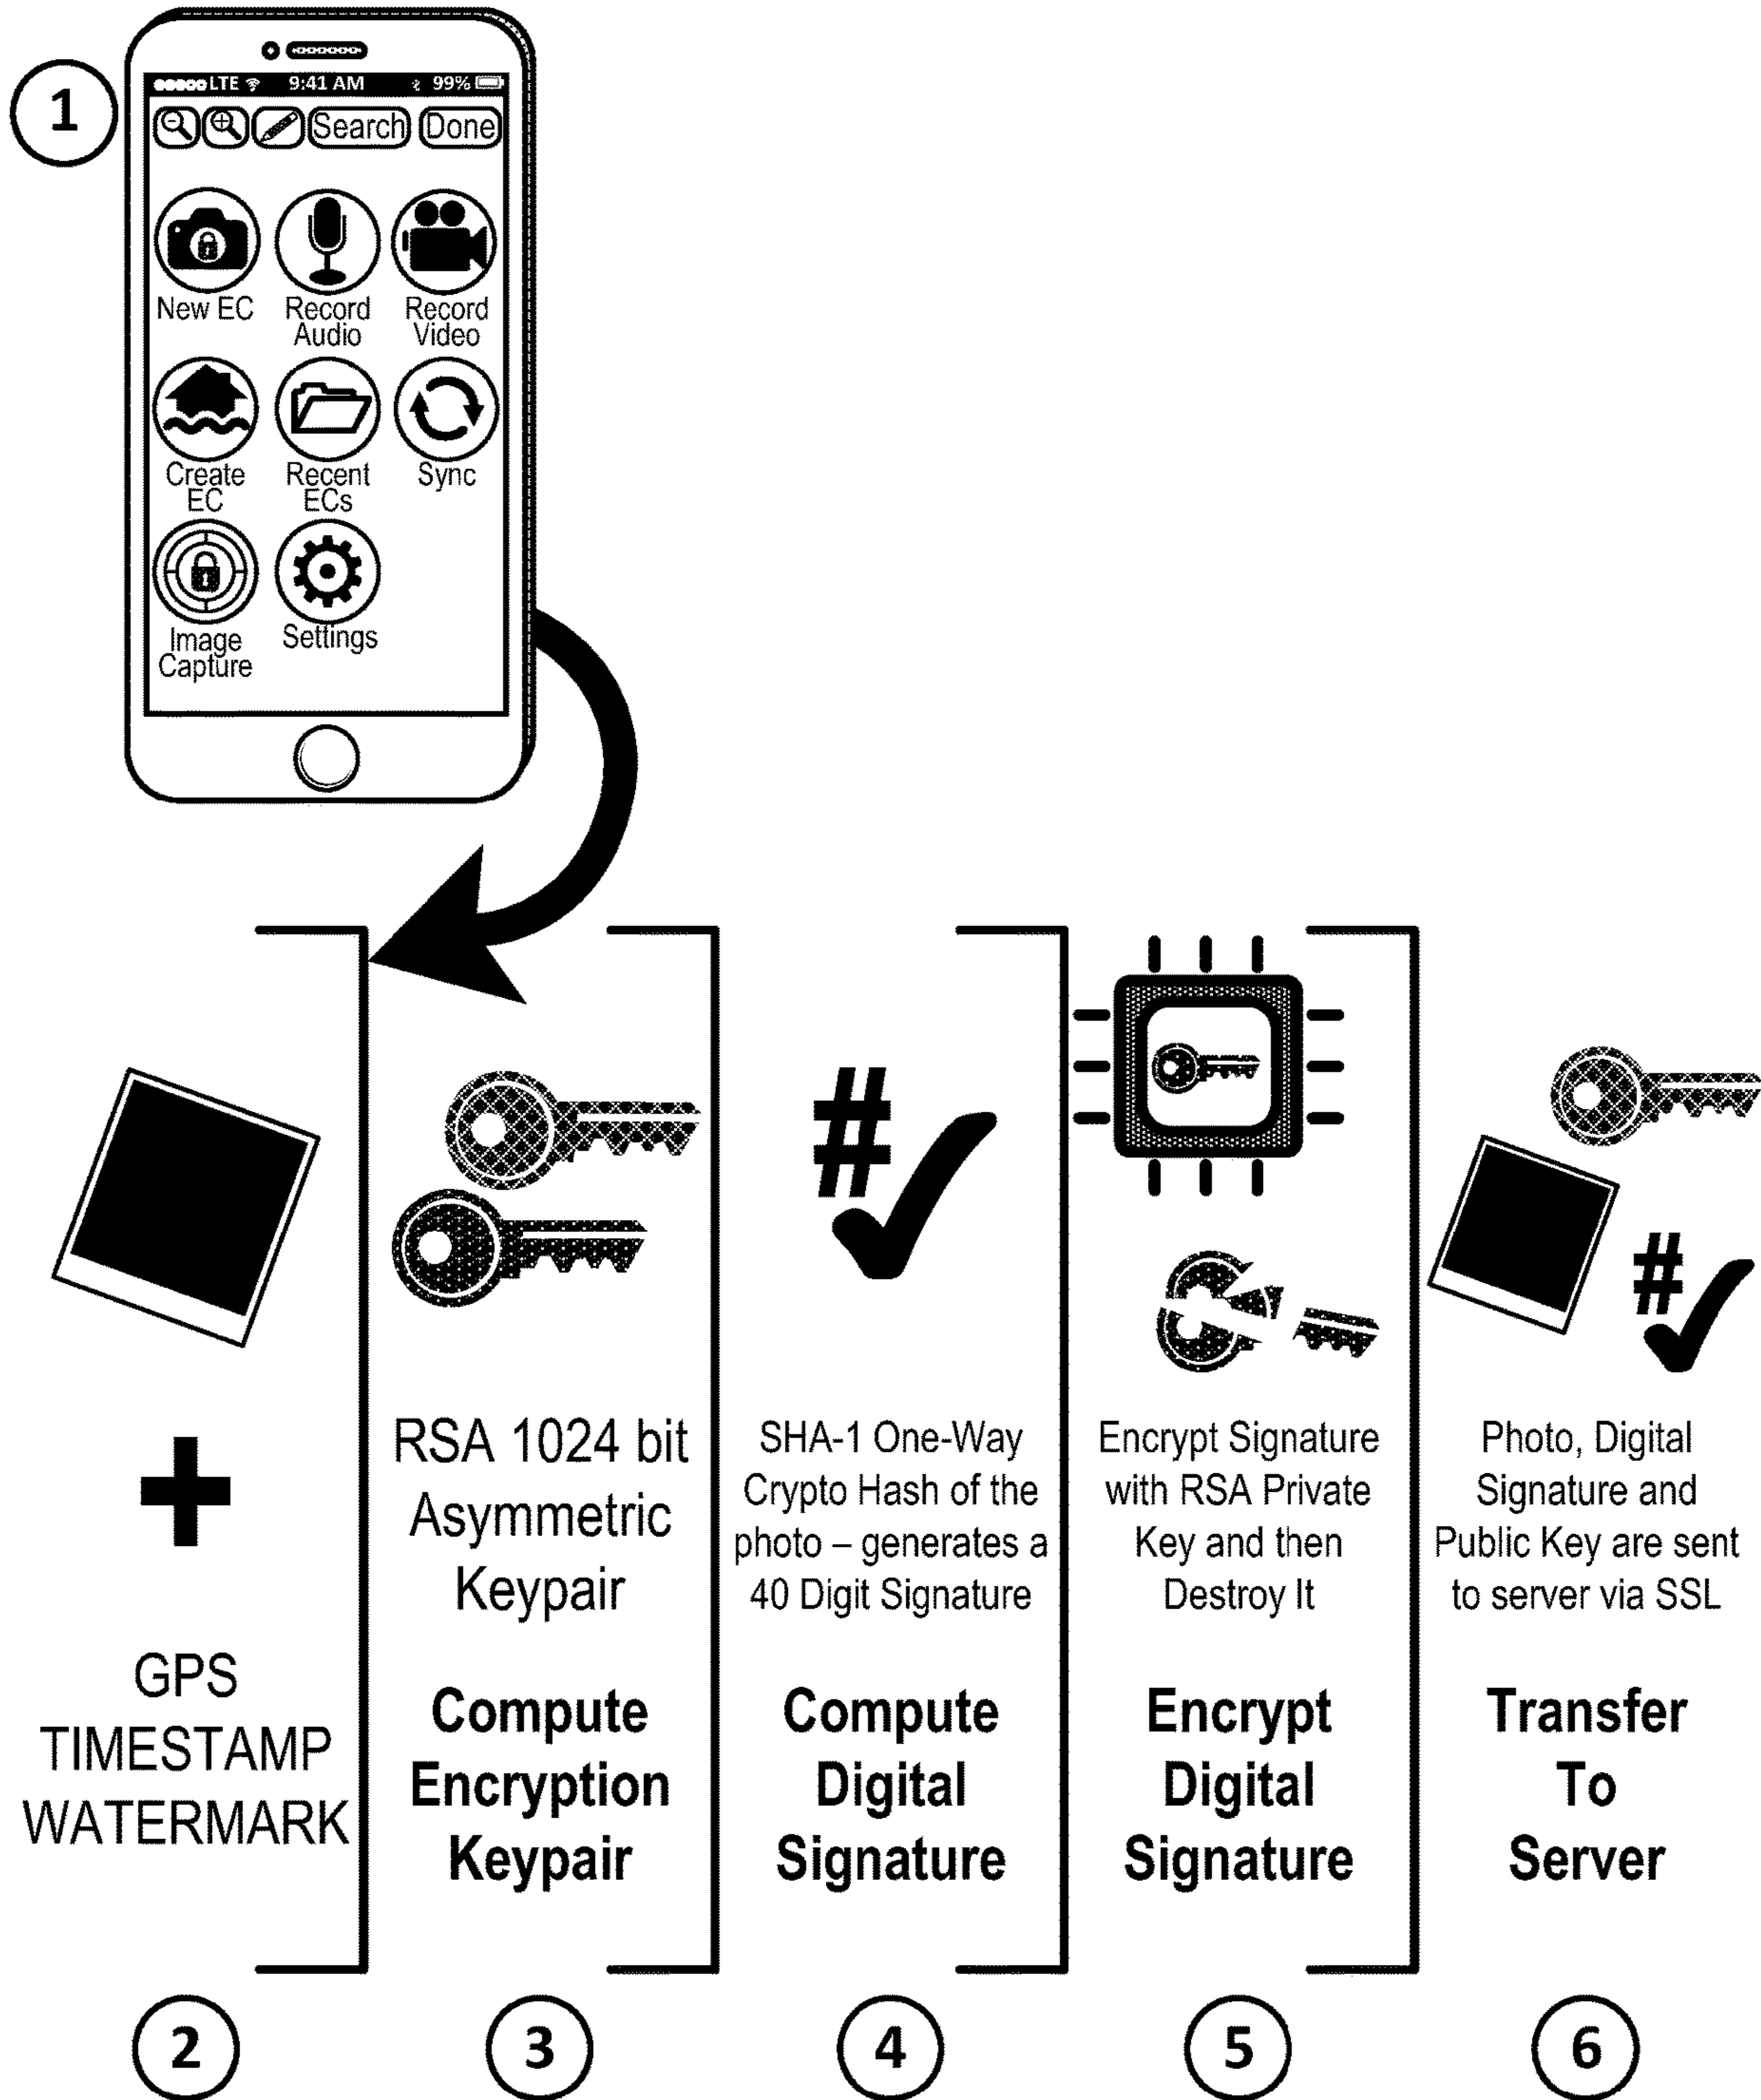 1
LTE 9:41 AM 99%
Search Done
New EC
Record
Audio
Record
Video
Create
EC
Recent
ECs
Sync
Image
Capture
Settings
#
+
GPS
TIMESTAMP
WATERMARK
2
RSA 1024 bit
Asymmetric
Keypair
Compute
Encryption
Keypair
3
SHA-1 One-Way
Crypto Hash of the
photo – generates a
40 Digit Signature
Compute
Digital
Signature
4
Encrypt Signature
with RSA Private
Key and then
Destroy It
Encrypt
Digital
Signature
5
#
Photo, Digital
Signature and
Public Key are sent
to server via SSL
Transfer
To
Server
6